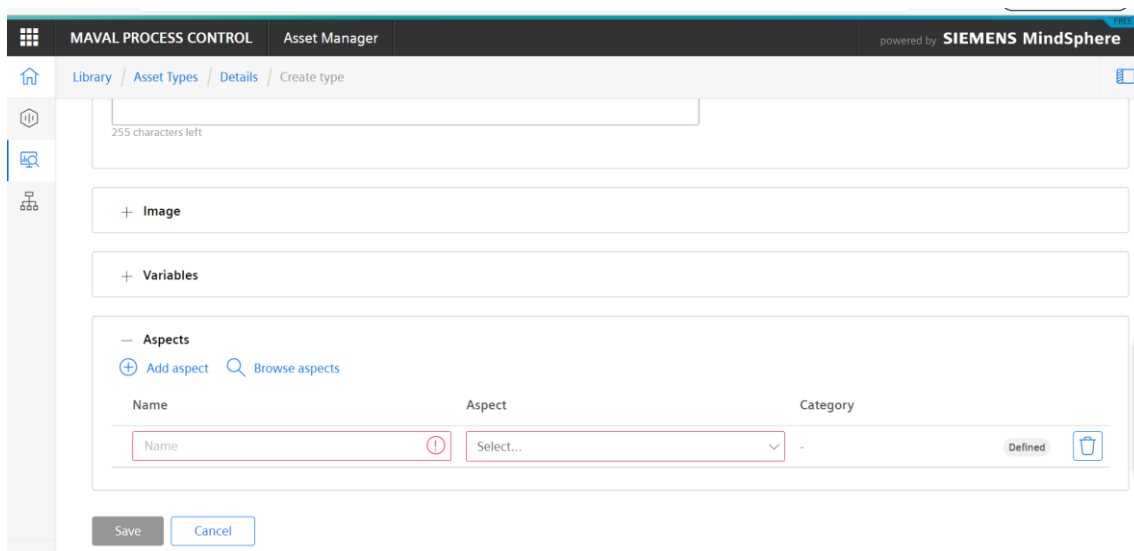 FREE
MAVAL PROCESS CONTROL Asset Manager powered by SIEMENS MindSphere
Library / Asset Types / Details / Create type
255 characters left
+ Image
+ Variables
— Aspects
Add aspect Browse aspects
Name Aspect Category
Name Select... - Defined
Save Cancel